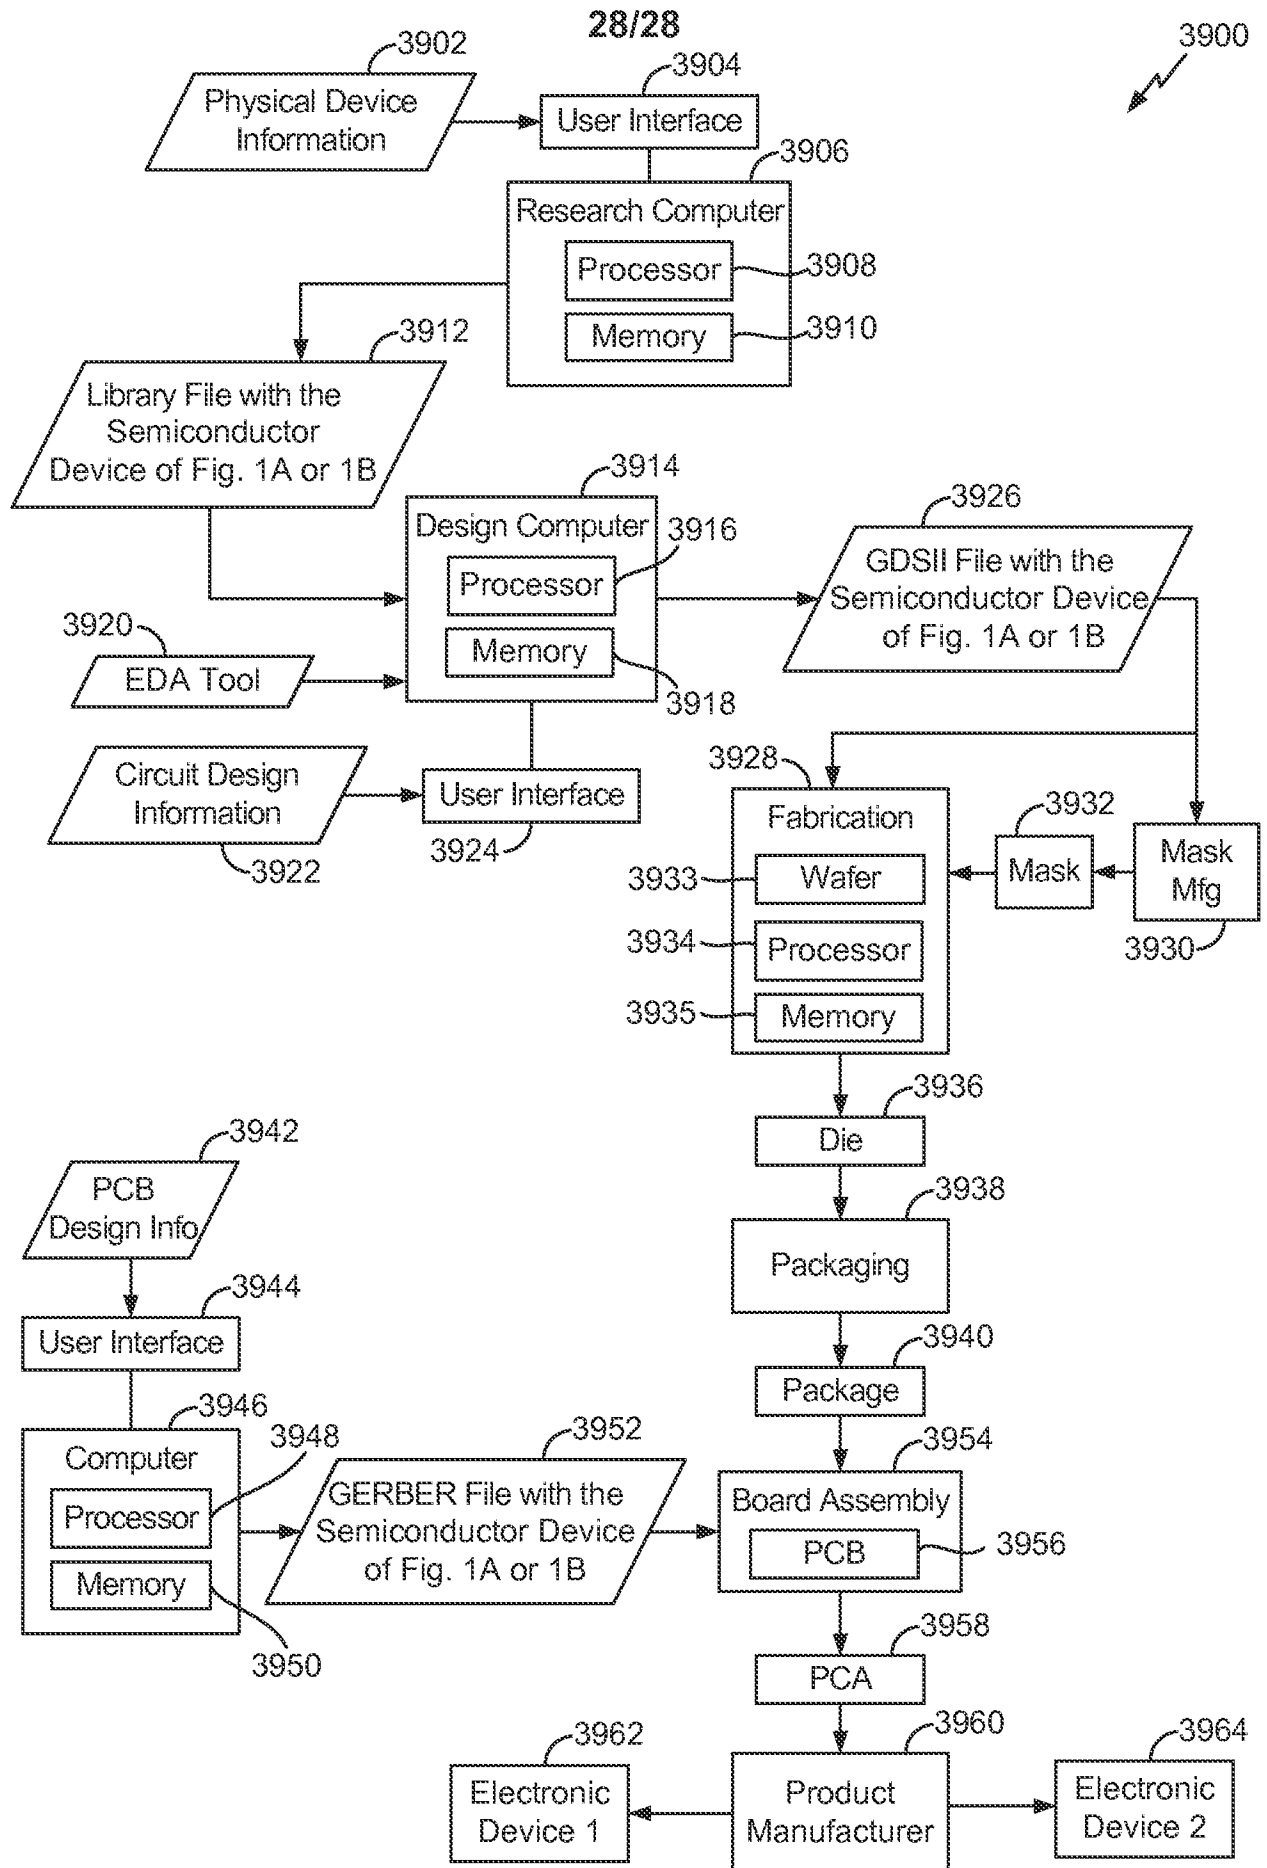 28/28
3900
3902
Physical Device
Information
3904
User Interface
3906
Research Computer
Processor
3908
Memory
3910
3912
Library File with the
Semiconductor
Device of Fig. 1A or 1B
3914
Design Computer
3916
Processor
Memory
3918
3920
EDA Tool
Circuit Design
Information
3922
User Interface
3924
3926
GDSII File with the
Semiconductor Device
of Fig. 1A or 1B
3928
Fabrication
3933
Wafer
3934
Processor
3935
Memory
3932
Mask
Mask
Mfg
3930
3936
Die
3938
Packaging
3940
Package
3942
PCB
Design Info
3944
User Interface
3946
Computer
3948
Processor
Memory
3950
3952
GERBER File with the
Semiconductor Device
of Fig. 1A or 1B
3954
Board Assembly
PCB
3956
3958
PCA
3960
Product
Manufacturer
3962
Electronic
Device 1
3964
Electronic
Device 2